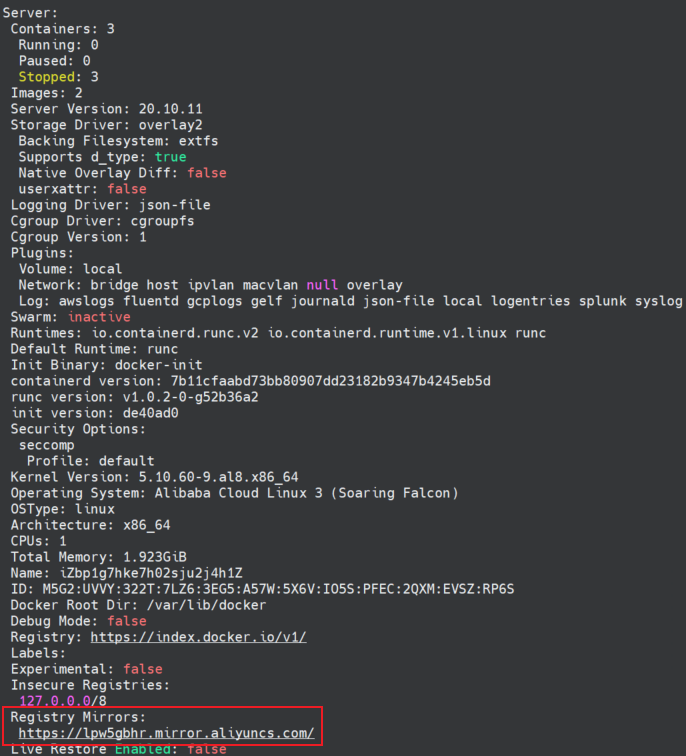 Server:
Containers: 3
Running: 0
Paused: 0
Stopped: 3
Images: 2
Server Version: 20.10.11
Storage Driver: overlay2
Backing Filesystem: extfs
Supports d_type: true
Native Overlay Diff: false
userxattr: false
Logging Driver: json-file
Cgroup Driver: cgroupfs
Cgroup Version: 1
Plugins:
Volume: local
Network: bridge host ipvlan macvlan null overlay
Log: awslogs fluentd gcplogs gelf journald json-file local logentries splunk syslog
Swarm: inactive
Runtimes: io.containerd.runc.v2 io.containerd.runtime.v1.linux runc
Default Runtime: runc
Init Binary: docker-init
containerd version: 7b11cfaabd73bb80907dd23182b9347b4245eb5d
runc version: v1.0.2-0-g52b36a2
init version: de40ad0
Security Options:
seccomp
Profile: default
Kernel Version: 5.10.60-9.al8.x86_64
Operating System: Alibaba Cloud Linux 3 (Soaring Falcon)
OSType: linux
Architecture: x86_64
CPUs: 1
Total Memory: 1.923GiB
Name: iZbp1g7hke7h02sju2j4h1Z
ID: M5G2:UVVY:322T:7LZ6:3EG5:A57W:5X6V:IO5S:PFEC:2QXM:EVSZ:RP6S
Docker Root Dir: /var/lib/docker
Debug Mode: false
Registry: https://index.docker.io/v1/
Labels:
Experimental: false
Insecure Registries:
127.0.0.0/8
Registry Mirrors:
https://lpw5gbhr.mirror.aliyuncs.com/
Live Restore Enabled: false